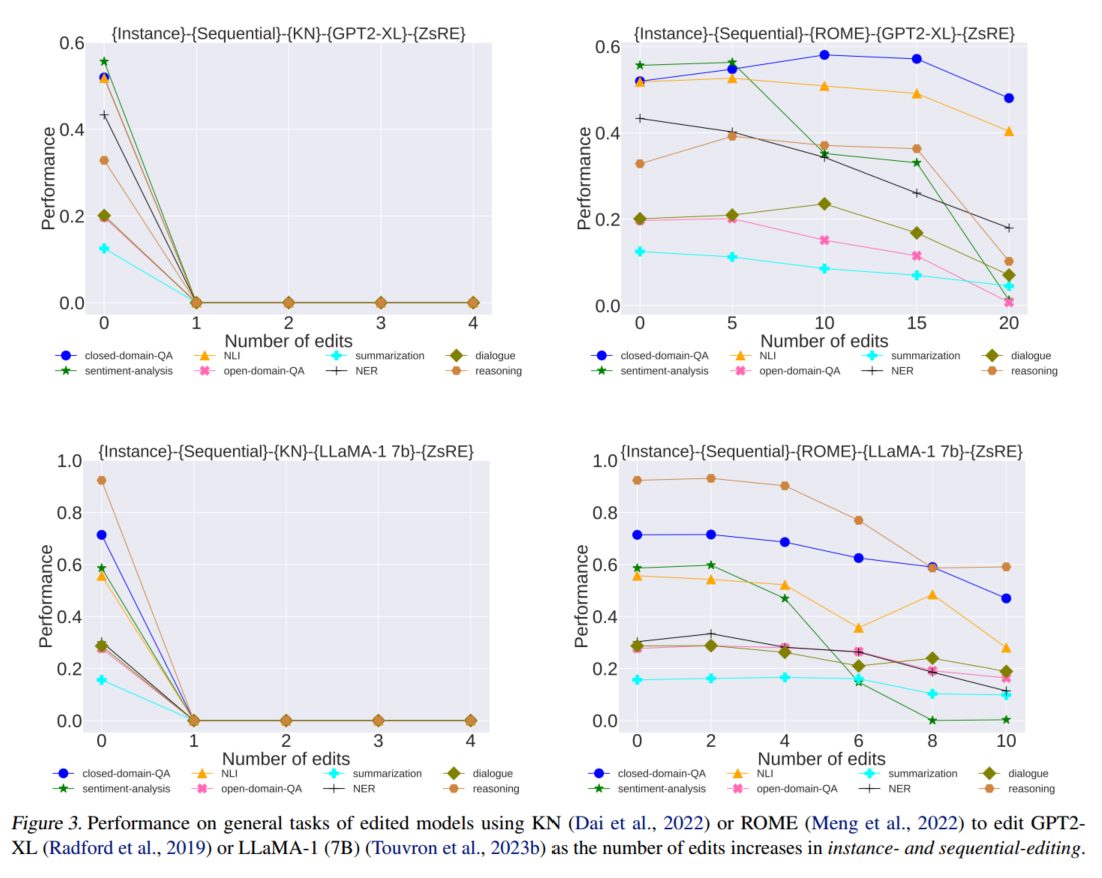 {Instance}-{Sequential}-{KN}-{GPT2-XL}-{ZsRE}
0.6
0.4
0.2
0.0
Performance
0 1 2 3 4
Number of edits
closed-domain-QA NLI summarization dialogue
sentiment-analysis open-domain-QA NER reasoning
{Instance}-{Sequential}-{ROME}-{GPT2-XL}-{ZsRE}
0.6
0.4
0.2
0.0
Performance
0 5 10 15 20
Number of edits
closed-domain-QA NLI summarization dialogue
sentiment-analysis open-domain-QA NER reasoning
{Instance}-{Sequential}-{KN}-{LLaMA-1 7b}-{ZsRE}
1.0
0.8
0.6
0.4
0.2
0.0
Performance
0 1 2 3 4
Number of edits
closed-domain-QA NLI summarization dialogue
sentiment-analysis open-domain-QA NER reasoning
{Instance}-{Sequential}-{ROME}-{LLaMA-1 7b}-{ZsRE}
1.0
0.8
0.6
0.4
0.2
0.0
Performance
0 2 4 6 8 10
Number of edits
closed-domain-QA NLI summarization dialogue
sentiment-analysis open-domain-QA NER reasoning
Figure 3. Performance on general tasks of edited models using KN (Dai et al., 2022) or ROME (Meng et al., 2022) to edit GPT2-
XL (Radford et al., 2019) or LLaMA-1 (7B) (Touvron et al., 2023b) as the number of edits increases in instance- and sequential-editing.